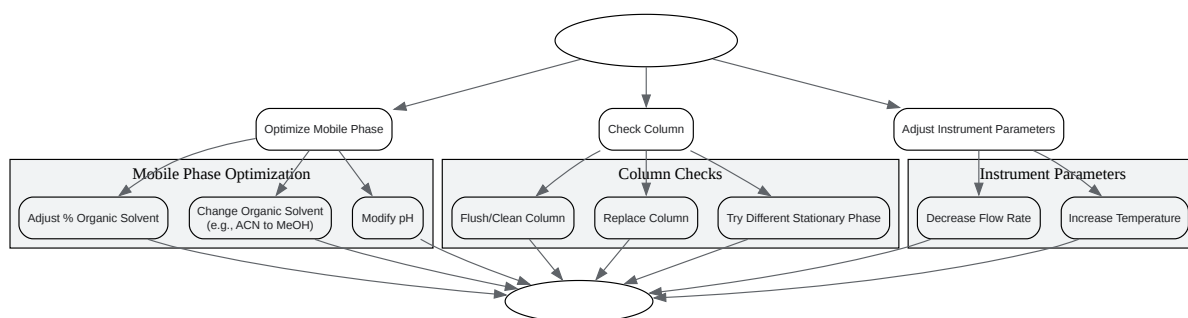 Optimize Mobile Phase
Check Column
Adjust Instrument Parameters
Mobile Phase Optimization
Column Checks
Instrument Parameters
Adjust % Organic Solvent
Change Organic Solvent
(e.g., ACN to MeOH)
Modify pH
Flush/Clean Column
Replace Column
Try Different Stationary Phase
Decrease Flow Rate
Increase Temperature